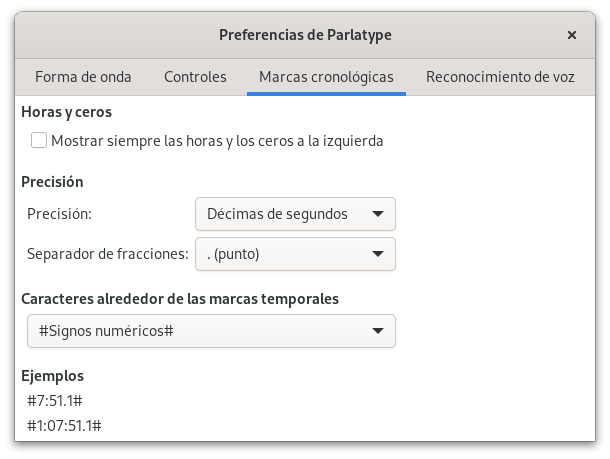 Preferencias de Parlatype
Forma de onda Controles Marcas cronológicas Reconocimiento de voz
Horas y ceros
Mostrar siempre las horas y los ceros a la izquierda
Precisión
Precisión: Décimas de segundos
Separador de fracciones: . (punto)
Caracteres alrededor de las marcas temporales
#Signos numéricos#
Ejemplos
#7:51.1#
#1:07:51.1#